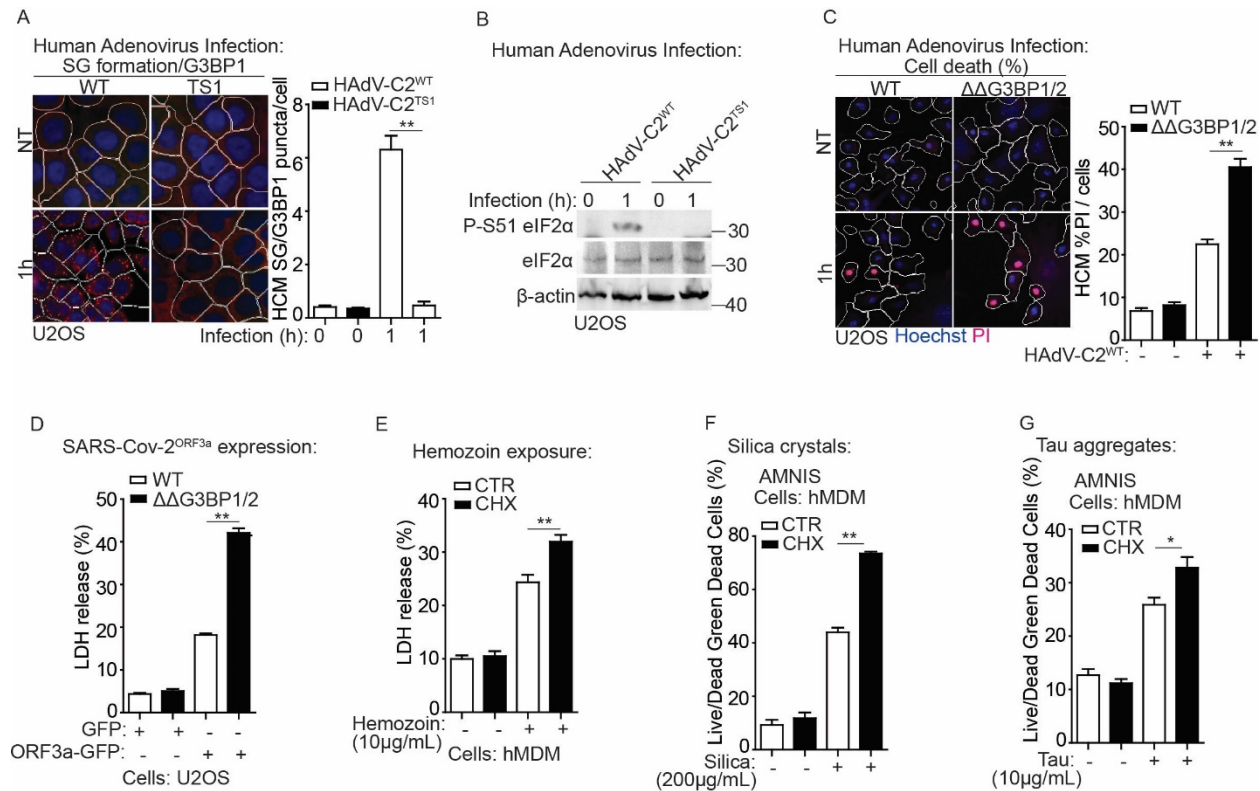 A
Human Adenovirus Infection:
SG formation/G3BP1
WT TS1
NT
1h
U2OS
HAdV-C2WT
HAdV-C2TS1
**
HCM SG/G3BP1 puncta/cell
8
6
4
2
0
0 0 1 1
Infection (h):
B
Human Adenovirus Infection:
HAdV-C2WT
HAdV-C2TS1
Infection (h): 0 1 0 1
P-S51 eIF2α
30
eIF2α
30
β-actin
40
U2OS
C
Human Adenovirus Infection:
Cell death (%)
WT ΔΔG3BP1/2
NT
1h
U2OS Hoechst PI
WT
ΔΔG3BP1/2
**
HCM %PI / cells
50
40
30
20
10
0
HAdV-C2WT: - - + +
D
SARS-Cov-2ORF3a expression:
WT
ΔΔG3BP1/2
**
LDH release (%)
50
40
30
20
10
0
GFP: + + - -
ORF3a-GFP: - - + +
Cells: U2OS
E
Hemozoin exposure:
CTR
CHX
**
LDH release (%)
40
30
20
10
0
Hemozoin: - - + +
(10µg/mL)
Cells: hMDM
F
Silica crystals:
AMNIS
Cells: hMDM
CTR
CHX
**
Live/Dead Green Dead Cells (%)
80
60
40
20
0
Silica: - - + +
(200µg/mL)
G
Tau aggregates:
AMNIS
Cells: hMDM
CTR
CHX
*
Live/Dead Green Dead Cells (%)
40
30
20
10
0
Tau: - - + +
(10µg/mL)